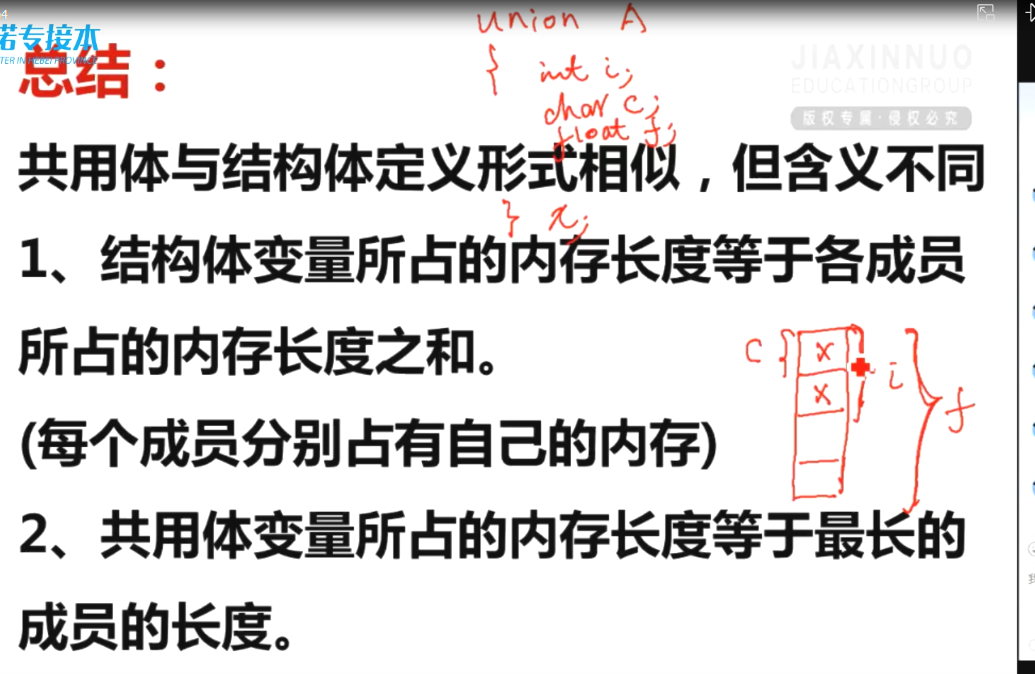 4
诺专接本
TER IN HEBEI PROVINCE
JIAXINNUO
EDUCATIONGROUP
版权专属·侵权必究
总结：
union A
{ int i;
char c;
float f;
} x;
共用体与结构体定义形式相似，但含义不同
1、结构体变量所占的内存长度等于各成员
所占的内存长度之和。
(每个成员分别占有自己的内存)
c { x i } f
x
2、共用体变量所占的内存长度等于最长的
成员的长度。